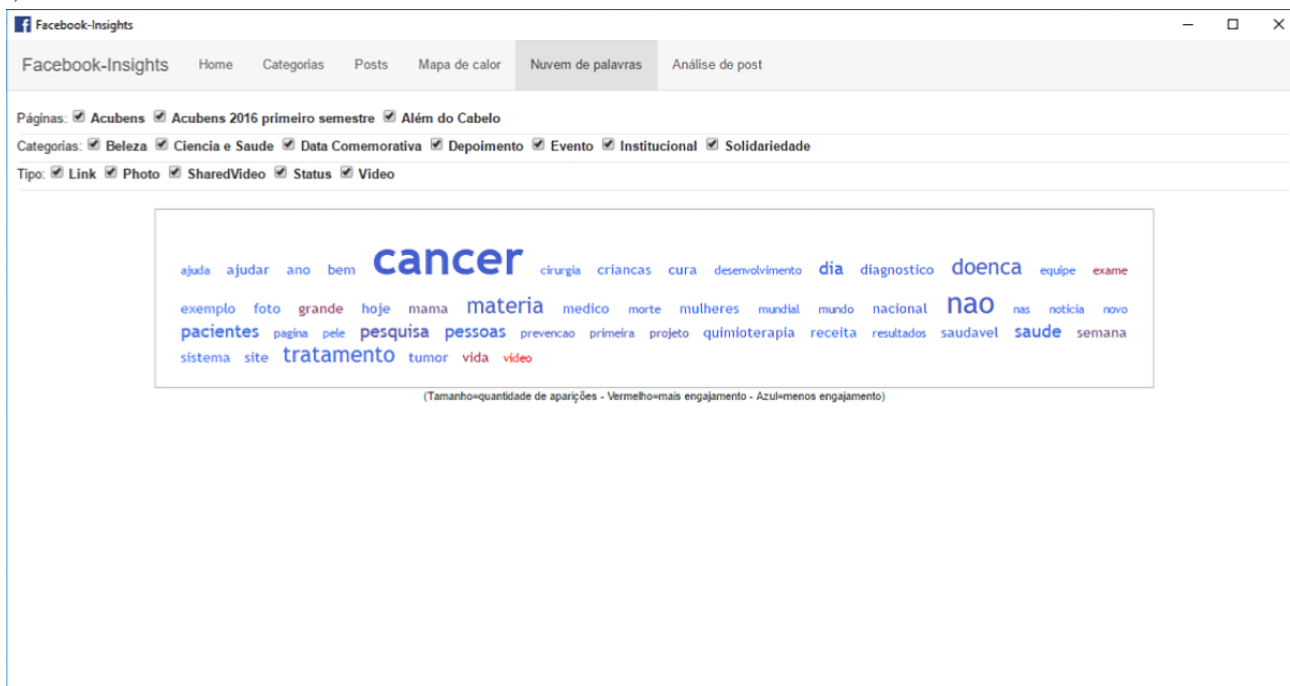 Facebook-Insights
Facebook-Insights Home Categorias Posts Mapa de calor Nuvem de palavras Análise de post
Páginas: Acubens Acubens 2016 primeiro semestre Além do Cabelo
Categorias: Beleza Ciencia e Saude Data Comemorativa Depoimento Evento Institucional Solidariedade
Tipo: Link Photo SharedVideo Status Video
ajuda ajudar ano bem cancer cirurgia criancas cura desenvolvimento dia diagnostico doenca equipe exame
exemplo foto grande hoje mama materia medico morte mulheres mundial mundo nacional nao nas noticia novo
pacientes pagina pele pesquisa pessoas prevencao primeira projeto quimioterapia receita resultados saudavel saude semana
sistema site tratamento tumor vida video
(Tamanho=quantidade de aparições - Vermelho=mais engajamento - Azul=menos engajamento)